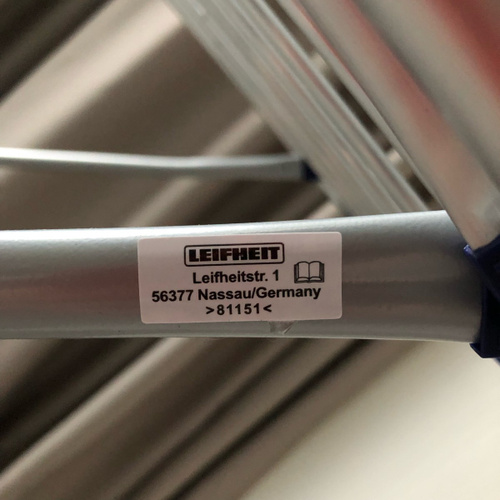 LEIFHEIT
Leifheitstr. 1
56377 Nassau/Germany
>81151<